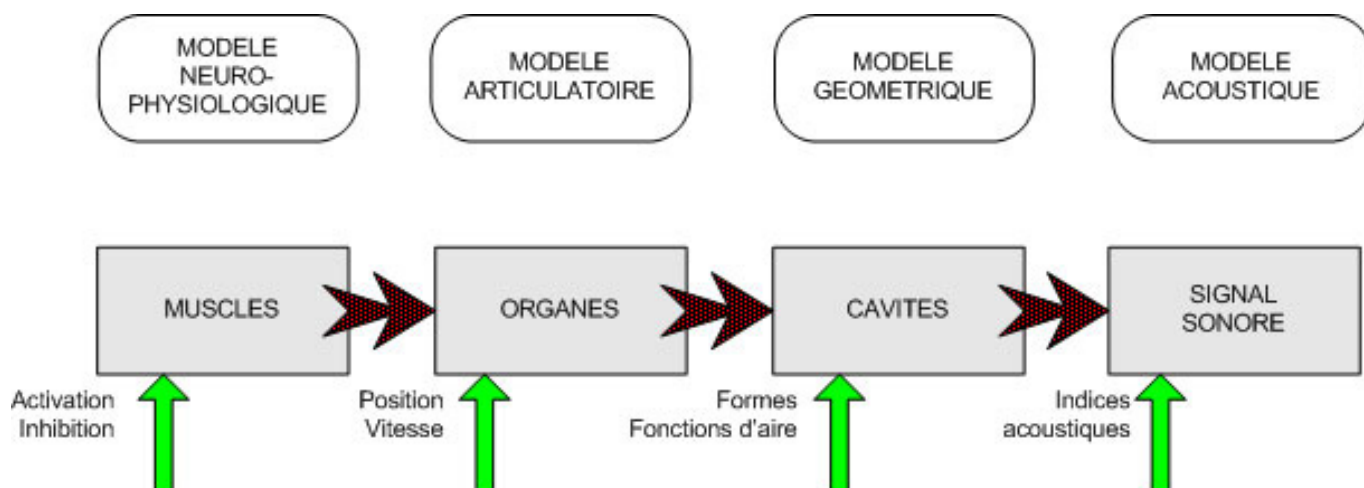 MODELE
NEURO-
PHYSIOLOGIQUE
MODELE
ARTICULATOIRE
MODELE
GEOMETRIQUE
MODELE
ACOUSTIQUE
MUSCLES
ORGANES
CAVITES
SIGNAL
SONORE
Activation
Inhibition
Position
Vitesse
Formes
Fonctions d'aire
Indices
acoustiques